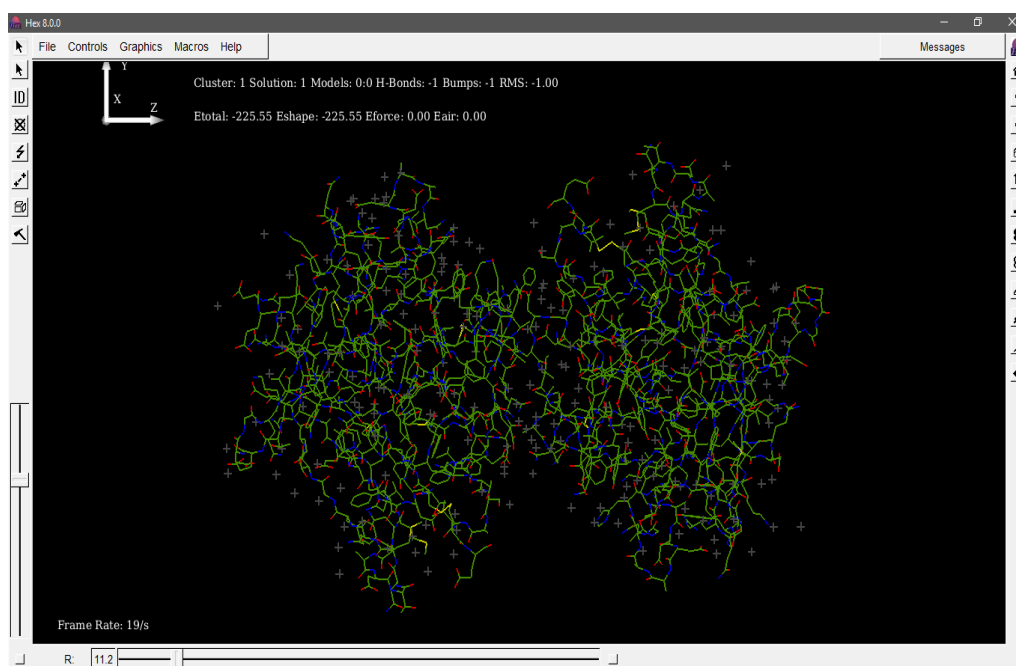 Hex 8.0.0
File Controls Graphics Macros Help Messages
Y
X
Z
ID
Cluster: 1 Solution: 1 Models: 0:0 H-Bonds: -1 Bumps: -1 RMS: -1.00
Etotal: -225.55 Eshape: -225.55 Eforce: 0.00 Eair: 0.00
Frame Rate: 19/s
R: 11.2